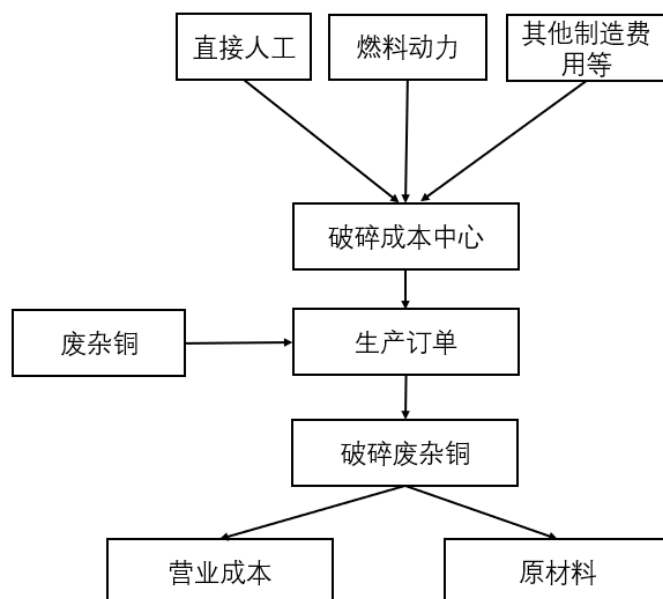 直接人工
燃料动力
其他制造费
用等
破碎成本中心
废杂铜
生产订单
破碎废杂铜
营业成本
原材料